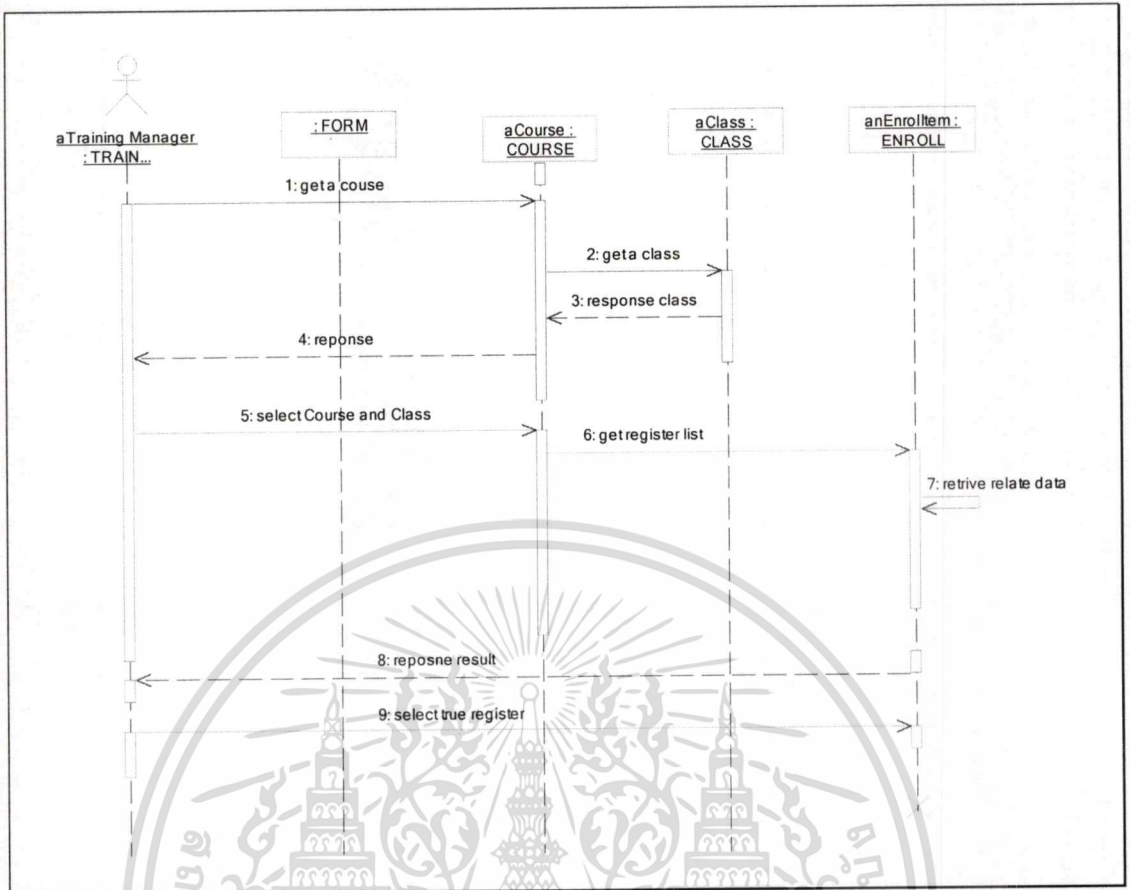 aTraining Manager
: TRAIN...
: FORM
aCourse :
COURSE
aClass :
CLASS
anEnrolItem :
ENROLL
1: get a couse
2: get a class
3: response class
4: reponse
5: select Course and Class
6: get register list
7: retrive relate data
8: reposne result
9: select true register